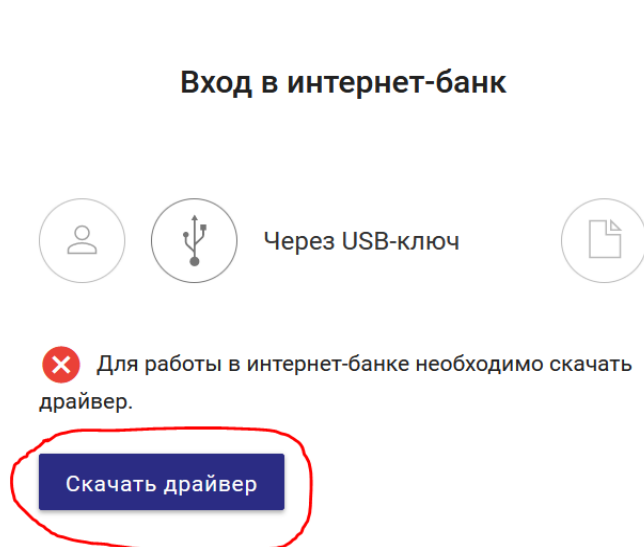 Вход в интернет-банк
Через USB-ключ
Для работы в интернет-банке необходимо скачать
драйвер.
Скачать драйвер